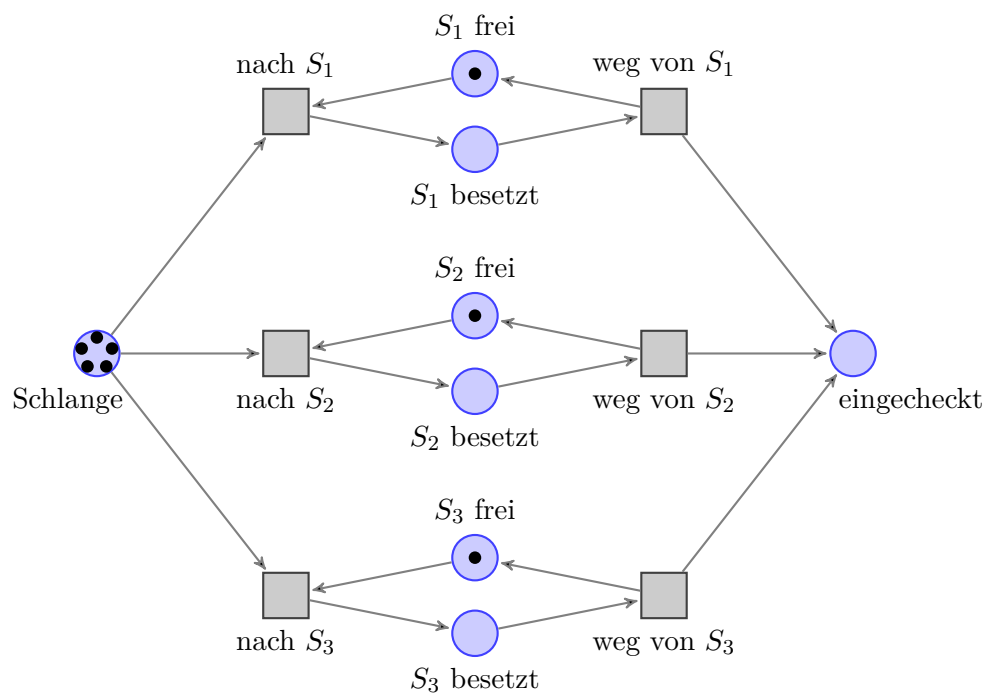 S₁ frei
nach S₁
weg von S₁
S₁ besetzt
S₂ frei
Schlange
nach S₂
weg von S₂
eingecheckt
S₂ besetzt
S₃ frei
nach S₃
weg von S₃
S₃ besetzt